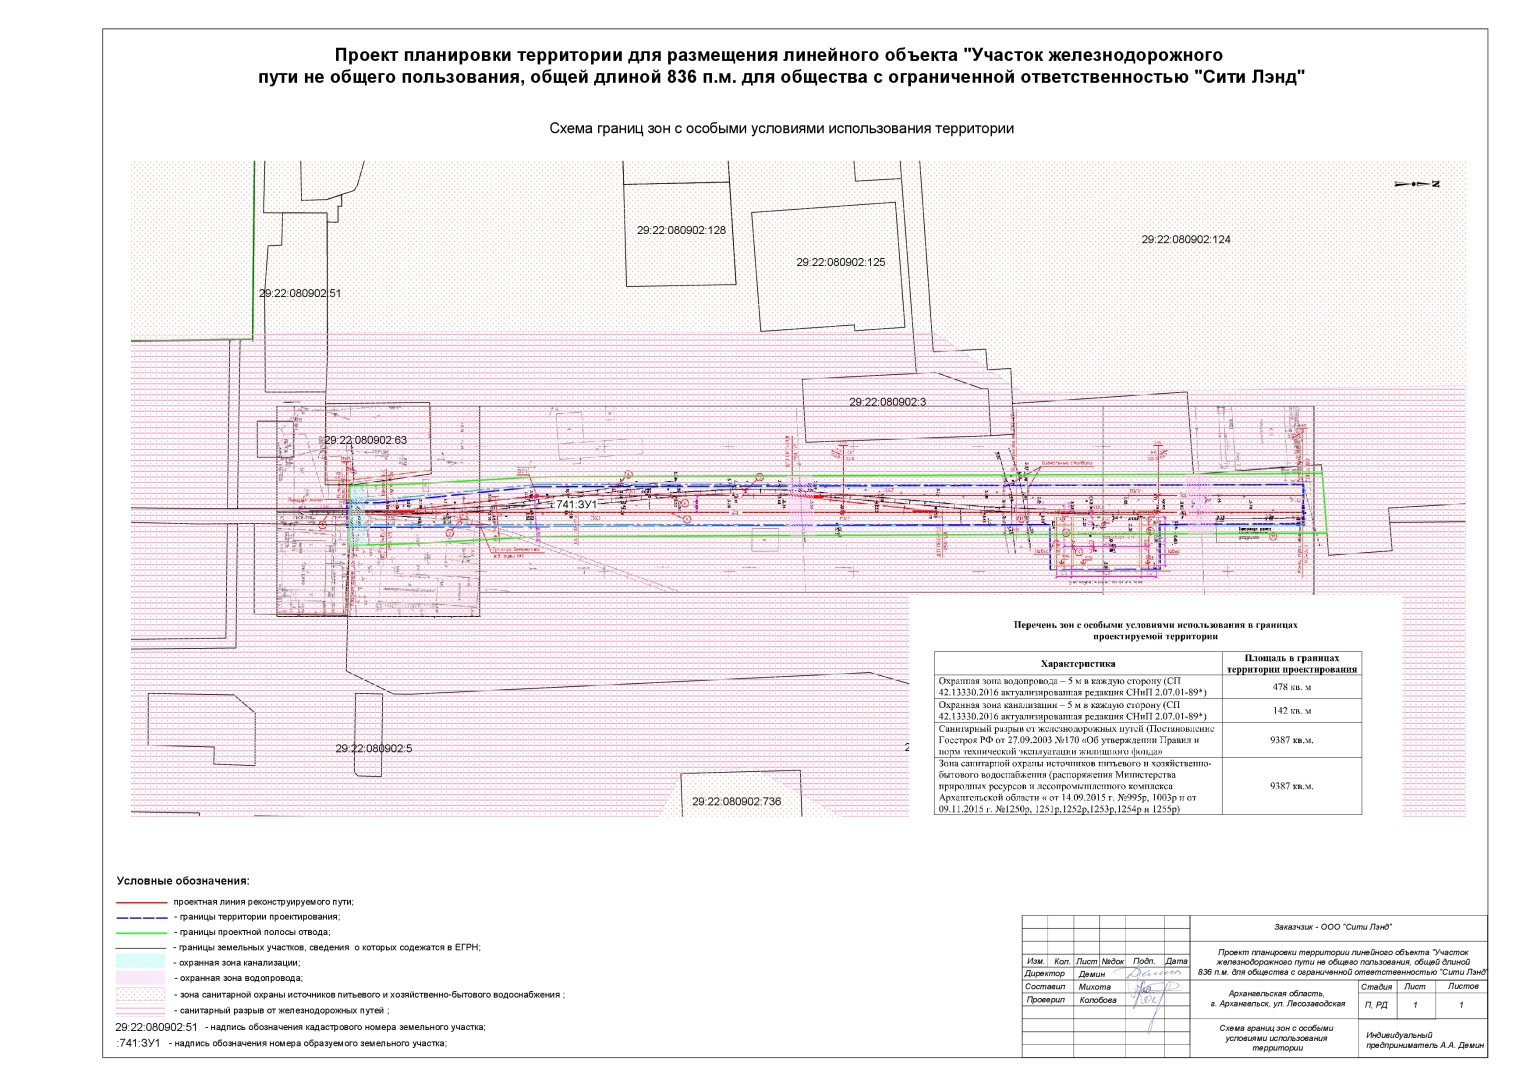 Проект планировки территории для размещения линейного объекта "Участок железнодорожного
пути не общего пользования, общей длиной 836 п.м. для общества с ограниченной ответственностью "Сити Лэнд"
Схема границ зон с особыми условиями использования территории
N
29:22:080902:128
29:22:080902:124
29:22:080902:125
29:22:080902:51
29:22:080902:3
29:22:080902:63
:741:ЗУ1
29:22:080902:5
29:22:080902:736
Перечень зон с особыми условиями использования в границах
проектируемой территории
Характеристика
Площадь в границах
территории проектирования
Охранная зона водопровода – 5 м в каждую сторону (СП
42.13330.2016 актуализированная редакция СНиП 2.07.01-89*)
478 кв. м
Охранная зона канализации – 5 м в каждую сторону (СП
42.13330.2016 актуализированная редакция СНиП 2.07.01-89*)
142 кв. м
Санитарный разрыв от железнодорожных путей (Постановление
Госстроя РФ от 27.09.2003 №170 «Об утверждении Правил и
норм технической эксплуатации жилищного фонда»
9387 кв.м.
Зона санитарной охраны источников питьевого и хозяйственно-
бытового водоснабжения (распоряжения Министерства
природных ресурсов и лесопромышленного комплекса
Архангельской области « от 14.09.2015 г. №995р, 1003р и от
09.11.2015 г. №1250р, 1251р,1252р,1253р,1254р и 1255р)
9387 кв.м.
Условные обозначения:
проектная линия реконструируемого пути;
- границы территории проектирования;
- границы проектной полосы отвода;
- границы земельных участков, сведения о которых содежатся в ЕГРН;
- охранная зона канализации;
- охранная зона водопровода;
- зона санитарной охраны источников питьевого и хозяйственно-бытового водоснабжения ;
- санитарный разрыв от железнодорожных путей ;
29:22:080902:51 - надпись обозначения кадастрового номера земельного участка;
:741:ЗУ1 - надпись обозначения номера образуемого земельного участка;
Заказчзик - ООО "Сити Лэнд"
Проект планировки территории линейного объекта "Участок
железнодорожного пути не общего пользования, общей длиной
836 п.м. для общества с ограниченной ответственностью "Сити Лэнд"
Изм. Кол. Лист №док Подп. Дата
Директор Демин
Составил Михота
Проверил Колобова
Архангельская область,
г. Архангельск, ул. Лесозаводская
Стадия Лист Листов
П, РД 1 1
Схема границ зон с особыми
условиями использования
территории
Индивидуальный
предприниматель А.А. Демин